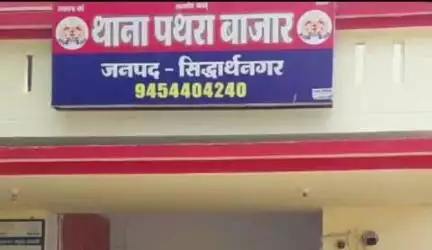 थाना पथरा बाजार
जनपद - सिद्धार्थनगर
9454404240